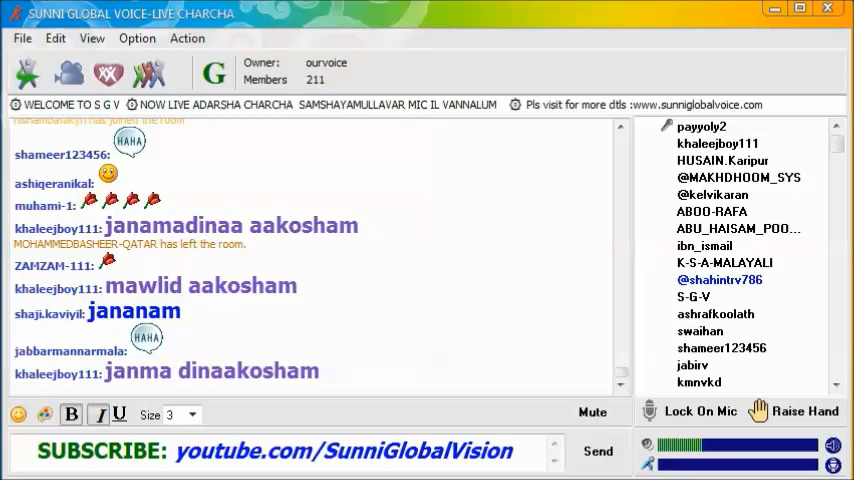 SUNNI GLOBAL VOICE-LIVE CHARCHA
File Edit View Option Action
G
Owner: ourvoice
Members 211
WELCOME TO S G V NOW LIVE ADARSHA CHARCHA SAMSHAYAMULLAVAR MIC IL VANNALUM Pls visit for more dtls :www.sunniglobalvoice.com
has joined the room
shameer123456: HAHA
ashiqeranikal:
muhami-1:
khaleejboy111: janamadinaa aakosham
MOHAMMEDBASHEER-QATAR has left the room.
ZAMZAM-111:
khaleejboy111: mawlid aakosham
shaji.kaviyil: jananam
jabbarmannarmala: HAHA
khaleejboy111: janma dinaakosham
payyoly2
khaleejboy111
HUSAIN.Karipur
@MAKHDHOOM_SYS
@kelvikaran
ABOO-RAFA
ABU_HAISAM_POO...
ibn_ismail
K-S-A-MALAYALI
@shahintrv786
S-G-V
ashrafkoolath
swaihan
shameer123456
jabirv
kmnvkd
B I U Size 3 Mute
Lock On Mic Raise Hand
SUBSCRIBE: youtube.com/SunniGlobalVision Send